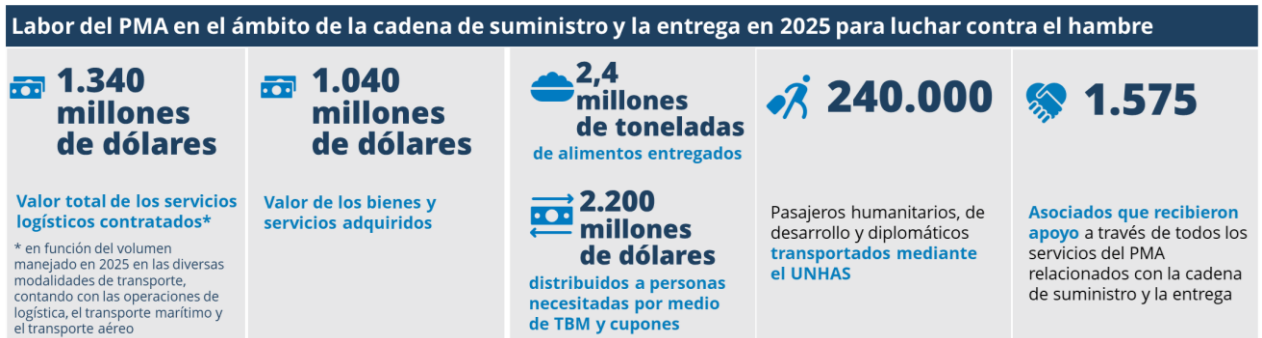 Labor del PMA en el ámbito de la cadena de suministro y la entrega en 2025 para luchar contra el hambre
1.340
millones
de dólares
Valor total de los servicios
logísticos contratados*
* en función del volumen
manejado en 2025 en las diversas
modalidades de transporte,
contando con las operaciones de
logística, el transporte marítimo y
el transporte aéreo
1.040
millones
de dólares
Valor de los bienes y
servicios adquiridos
2,4
millones
de toneladas
de alimentos entregados
2.200
millones
de dólares
distribuidos a personas
necesitadas por medio
de TBM y cupones
240.000
Pasajeros humanitarios, de
desarrollo y diplomáticos
transportados mediante
el UNHAS
1.575
Asociados que recibieron
apoyo a través de todos los
servicios del PMA
relacionados con la cadena
de suministro y la entrega